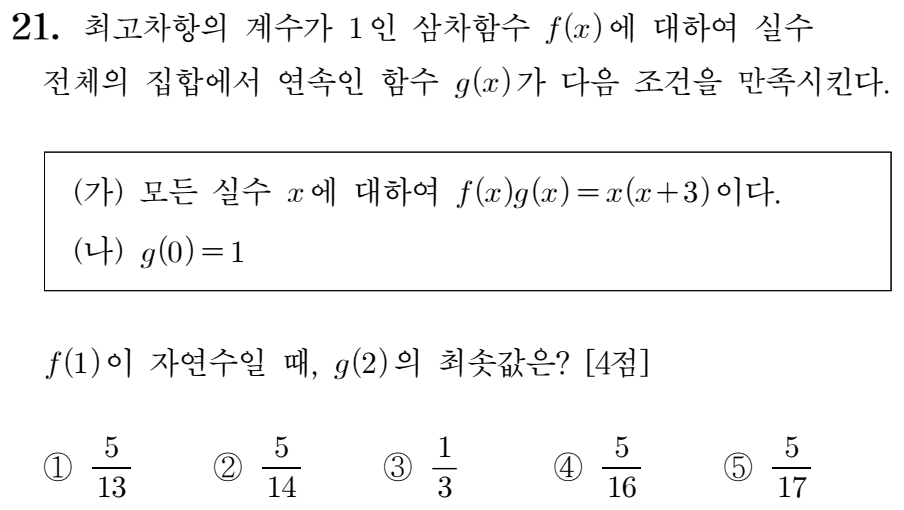 21. 최고차항의 계수가 1인 삼차함수 f(x)에 대하여 실수
전체의 집합에서 연속인 함수 g(x)가 다음 조건을 만족시킨다.
(가) 모든 실수 x에 대하여 f(x)g(x)=x(x+3)이다.
(나) g(0)=1
f(1)이 자연수일 때, g(2)의 최솟값은? [4점]
① 5/13 ② 5/14 ③ 1/3 ④ 5/16 ⑤ 5/17